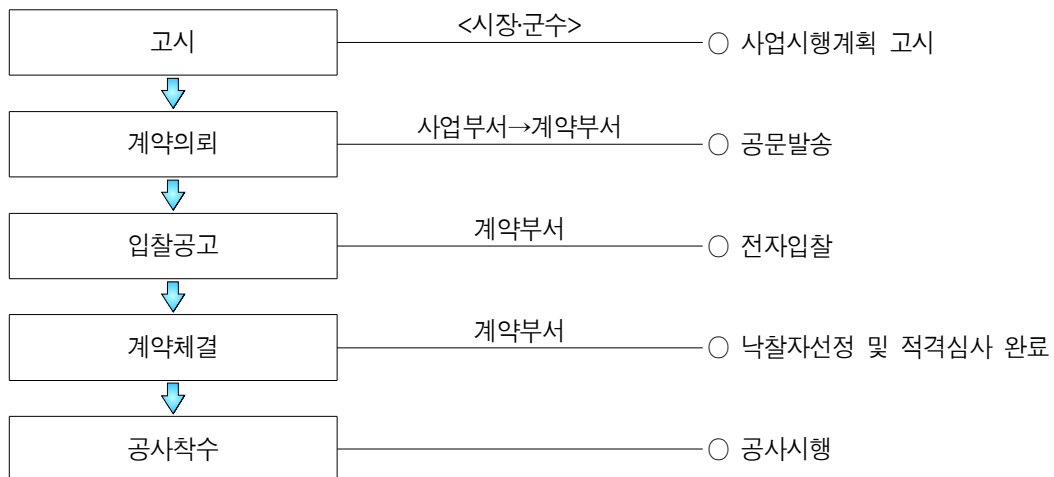 고시
<시장·군수>
○ 사업시행계획 고시
계약의뢰
사업부서→계약부서
○ 공문발송
입찰공고
계약부서
○ 전자입찰
계약체결
계약부서
○ 낙찰자선정 및 적격심사 완료
공사착수
○ 공사시행